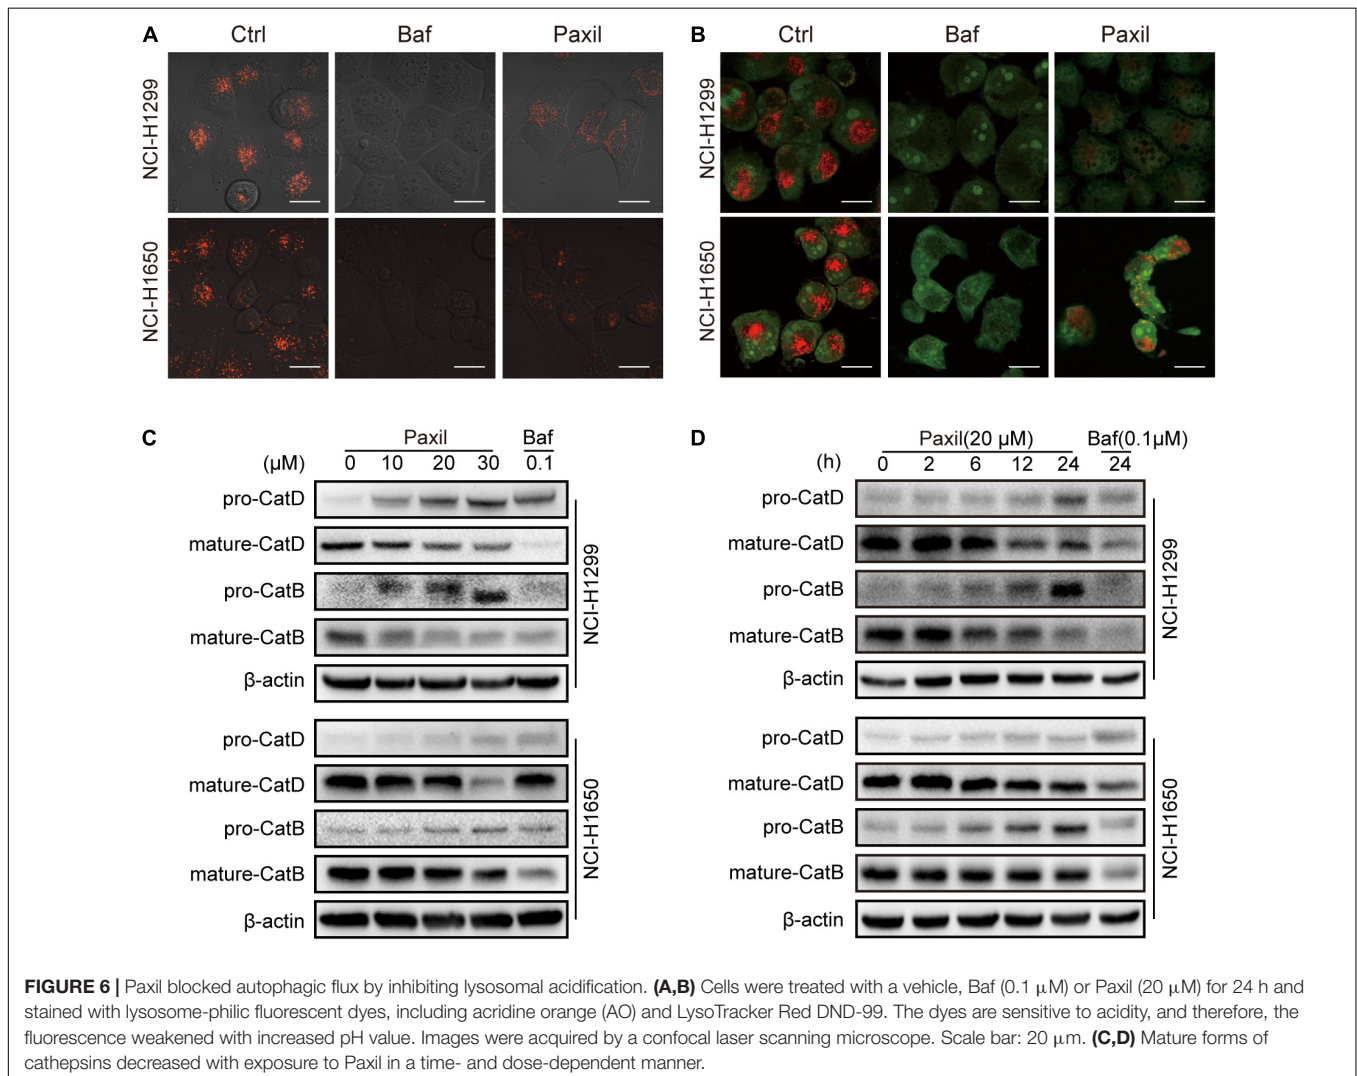 A
Ctrl
Baf
Paxil
NCI-H1299
NCI-H1650
B
Ctrl
Baf
Paxil
NCI-H1299
NCI-H1650
C
Paxil
Baf
(μM) 0 10 20 30 0.1
pro-CatD
mature-CatD
pro-CatB
mature-CatB
β-actin
NCI-H1299
pro-CatD
mature-CatD
pro-CatB
mature-CatB
β-actin
NCI-H1650
D
Paxil(20 μM)
Baf(0.1μM)
(h) 0 2 6 12 24 24
pro-CatD
mature-CatD
pro-CatB
mature-CatB
β-actin
NCI-H1299
pro-CatD
mature-CatD
pro-CatB
mature-CatB
β-actin
NCI-H1650
FIGURE 6 | Paxil blocked autophagic flux by inhibiting lysosomal acidification. (A,B) Cells were treated with a vehicle, Baf (0.1 μM) or Paxil (20 μM) for 24 h and
stained with lysosome-philic fluorescent dyes, including acridine orange (AO) and LysoTracker Red DND-99. The dyes are sensitive to acidity, and therefore, the
fluorescence weakened with increased pH value. Images were acquired by a confocal laser scanning microscope. Scale bar: 20 μm. (C,D) Mature forms of
cathepsins decreased with exposure to Paxil in a time- and dose-dependent manner.